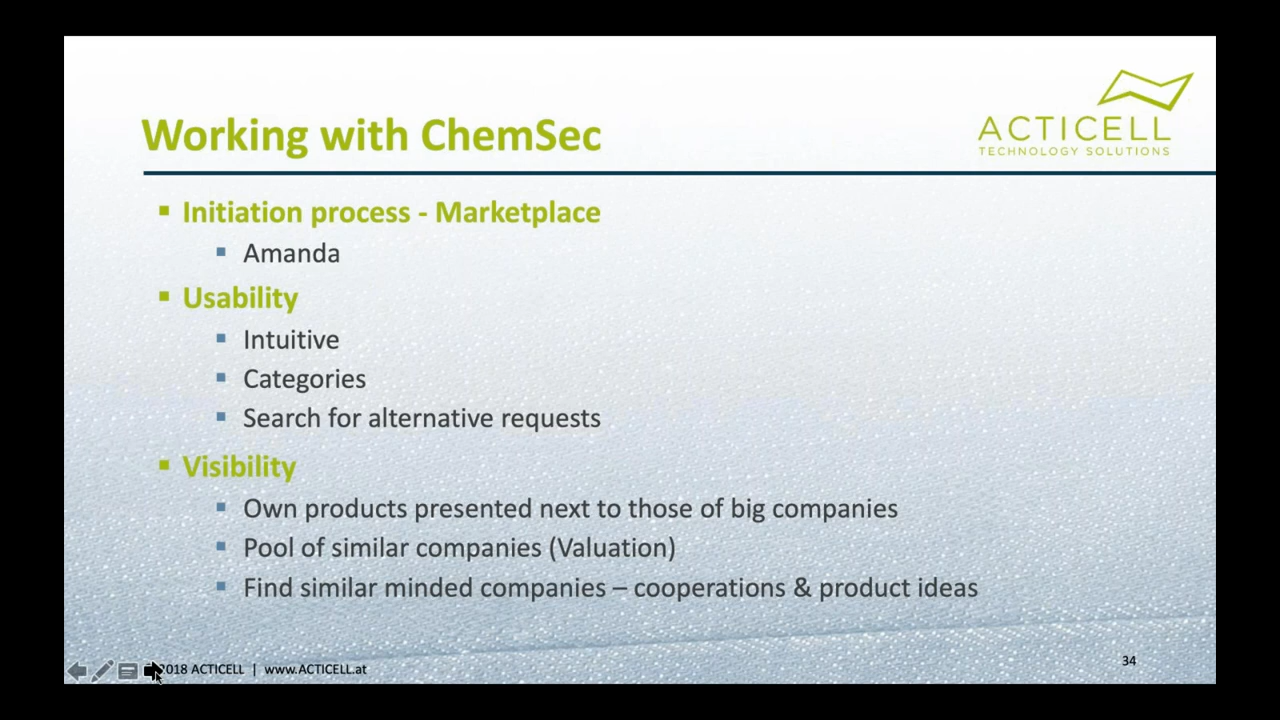 ACTICELL
TECHNOLOGY SOLUTIONS
Working with ChemSec
Initiation process - Marketplace
Amanda
Usability
Intuitive
Categories
Search for alternative requests
Visibility
Own products presented next to those of big companies
Pool of similar companies (Valuation)
Find similar minded companies – cooperations & product ideas
2018 ACTICELL | www.ACTICELL.at
34